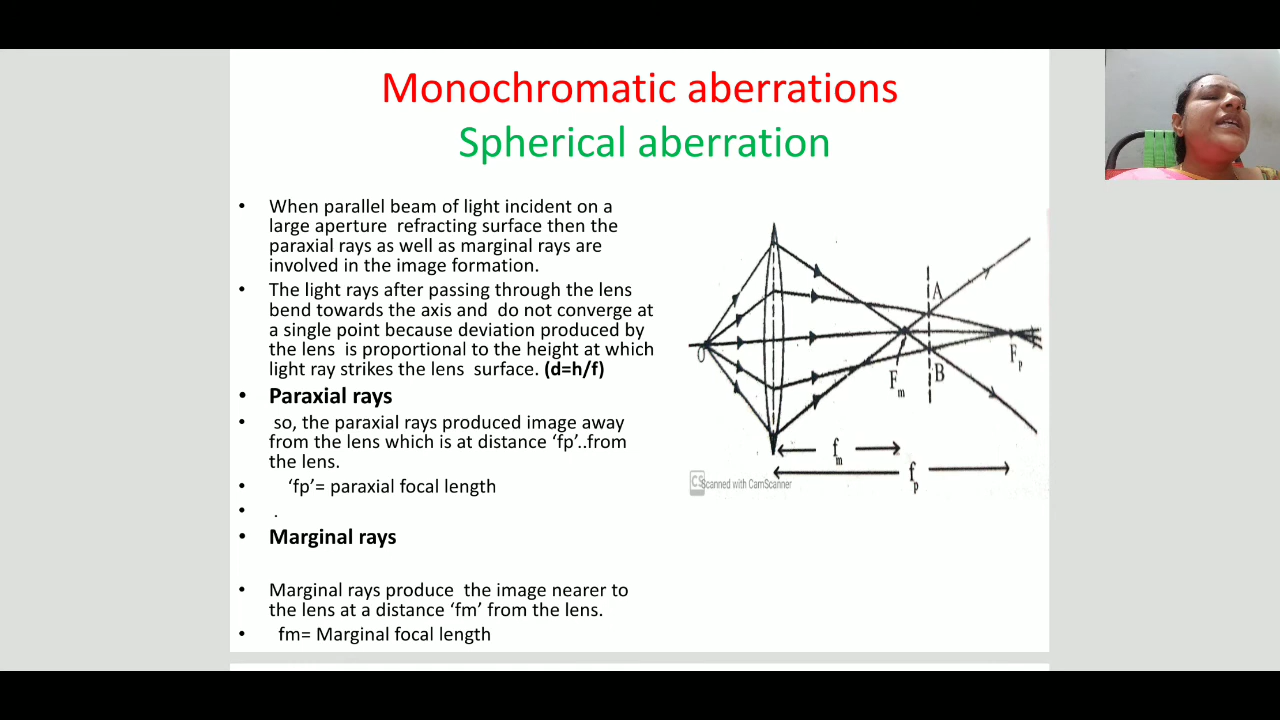 Monochromatic aberrations
Spherical aberration
• When parallel beam of light incident on a
large aperture refracting surface then the
paraxial rays as well as marginal rays are
involved in the image formation.
• The light rays after passing through the lens
bend towards the axis and do not converge at
a single point because deviation produced by
the lens is proportional to the height at which
light ray strikes the lens surface. (d=h/f)
• Paraxial rays
• so, the paraxial rays produced image away
from the lens which is at distance ‘fp’..from
the lens.
• ‘fp’= paraxial focal length
• .
• Marginal rays
• Marginal rays produce the image nearer to
the lens at a distance ‘fm’ from the lens.
• fm= Marginal focal length
A
O
F
p
F
m
B
f
m
f
p
CS Scanned with CamScanner